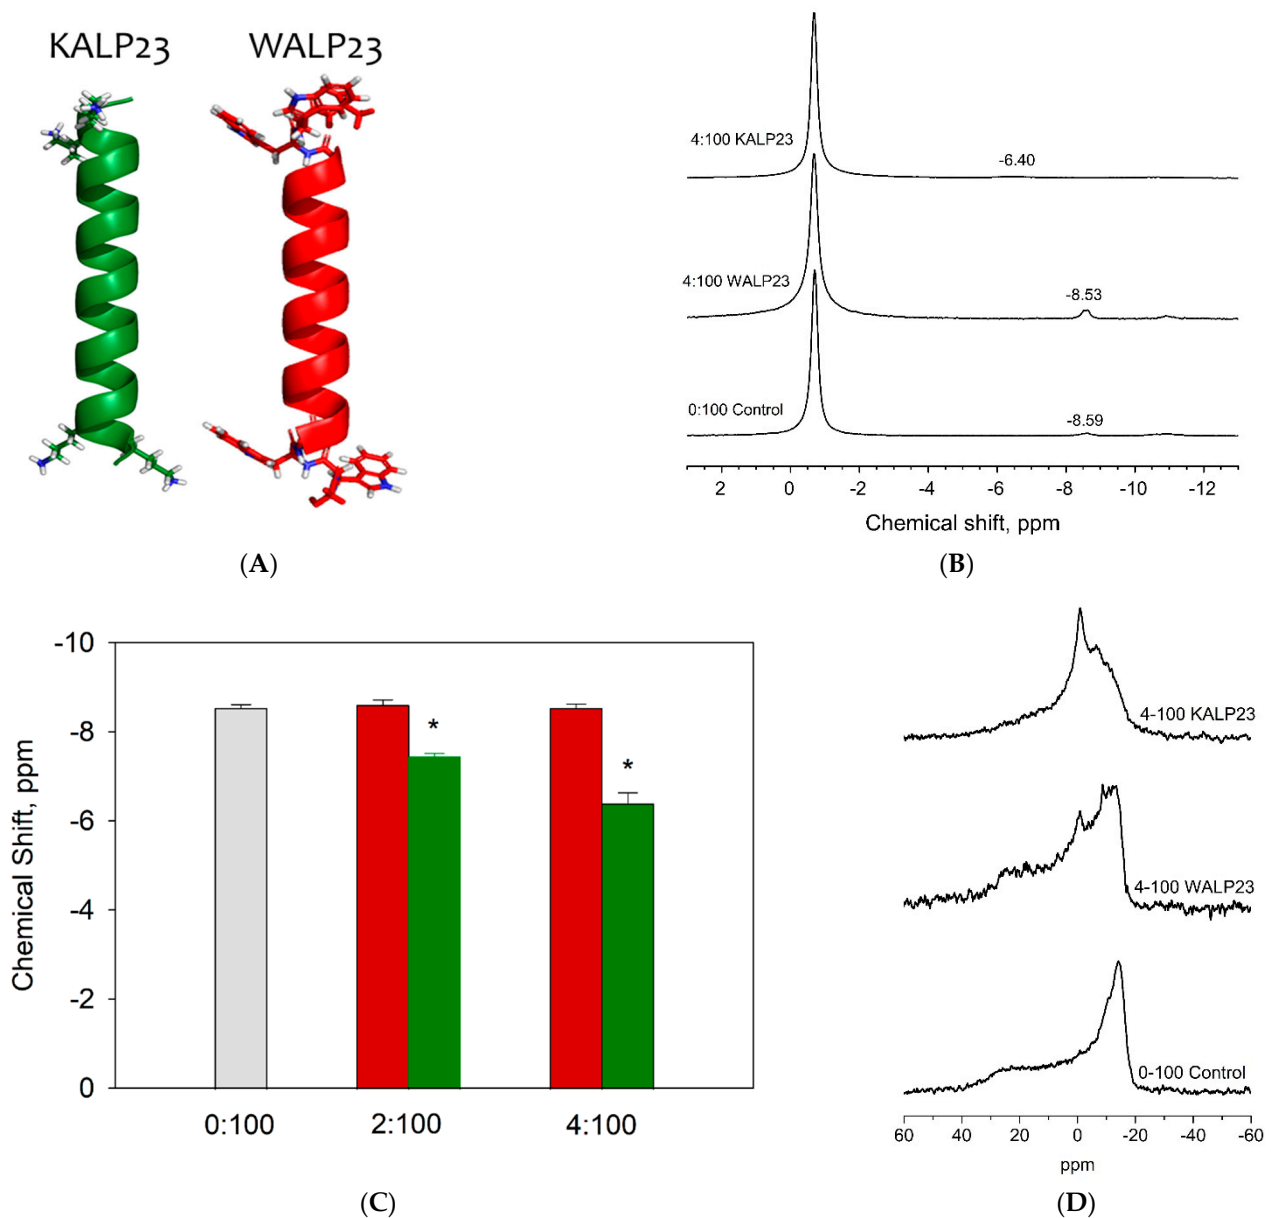 KALP23 WALP23
(A)
4:100 KALP23
-6.40
4:100 WALP23
-8.53
0:100 Control
-8.59
2 0 -2 -4 -6 -8 -10 -12
Chemical shift, ppm
(B)
Chemical Shift, ppm
-10
-8
-6
-4
-2
0
*
*
0:100 2:100 4:100
(C)
4-100 KALP23
4-100 WALP23
0-100 Control
60 40 20 0 -20 -40 -60
ppm
(D)